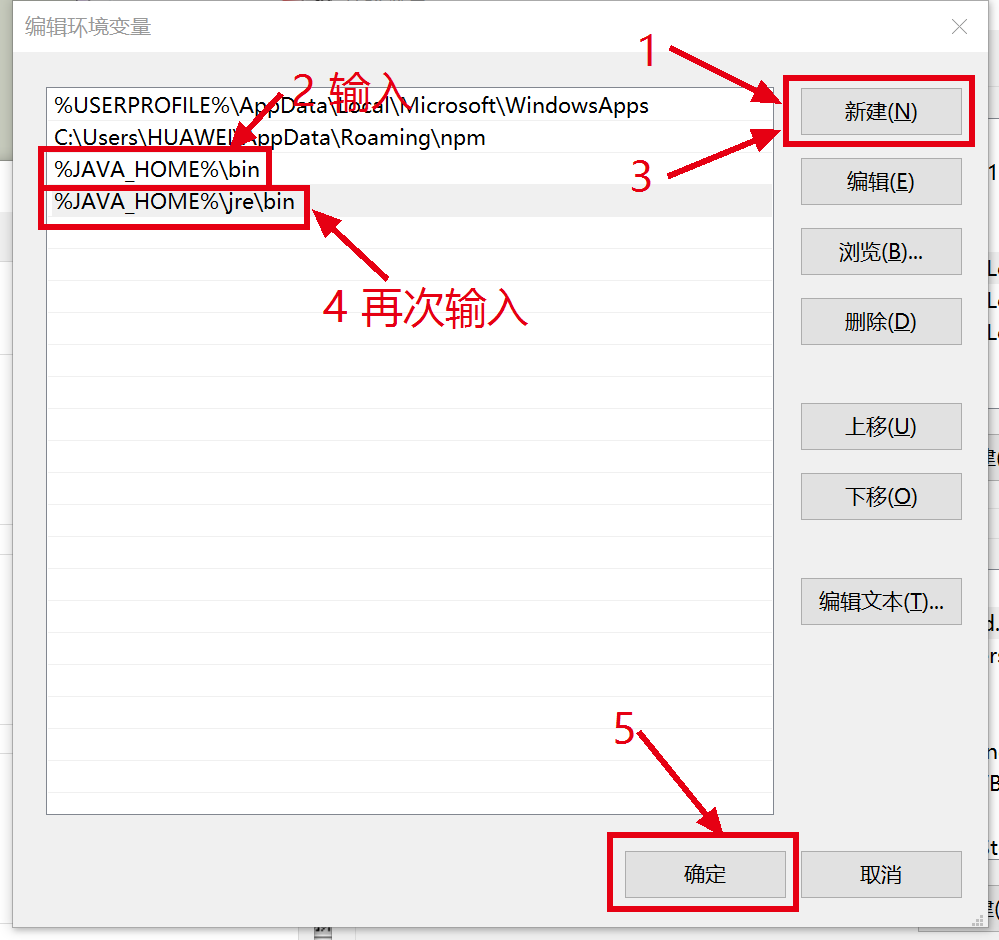 编辑环境变量
1
2 输入
%USERPROFILE%\AppData\Local\Microsoft\WindowsApps
新建(N)
C:\Users\HUAWEI\AppData\Roaming\npm
%JAVA_HOME%\bin
3
编辑(E)
%JAVA_HOME%\jre\bin
浏览(B)...
4 再次输入
删除(D)
上移(U)
下移(O)
编辑文本(T)...
5
确定
取消